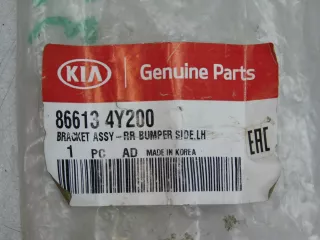 KIA Genuine Parts
86613 4Y200
BRACKET ASSY-RR BUMPER SIDE,LH
1 PC AD MADE IN KOREA
EAC